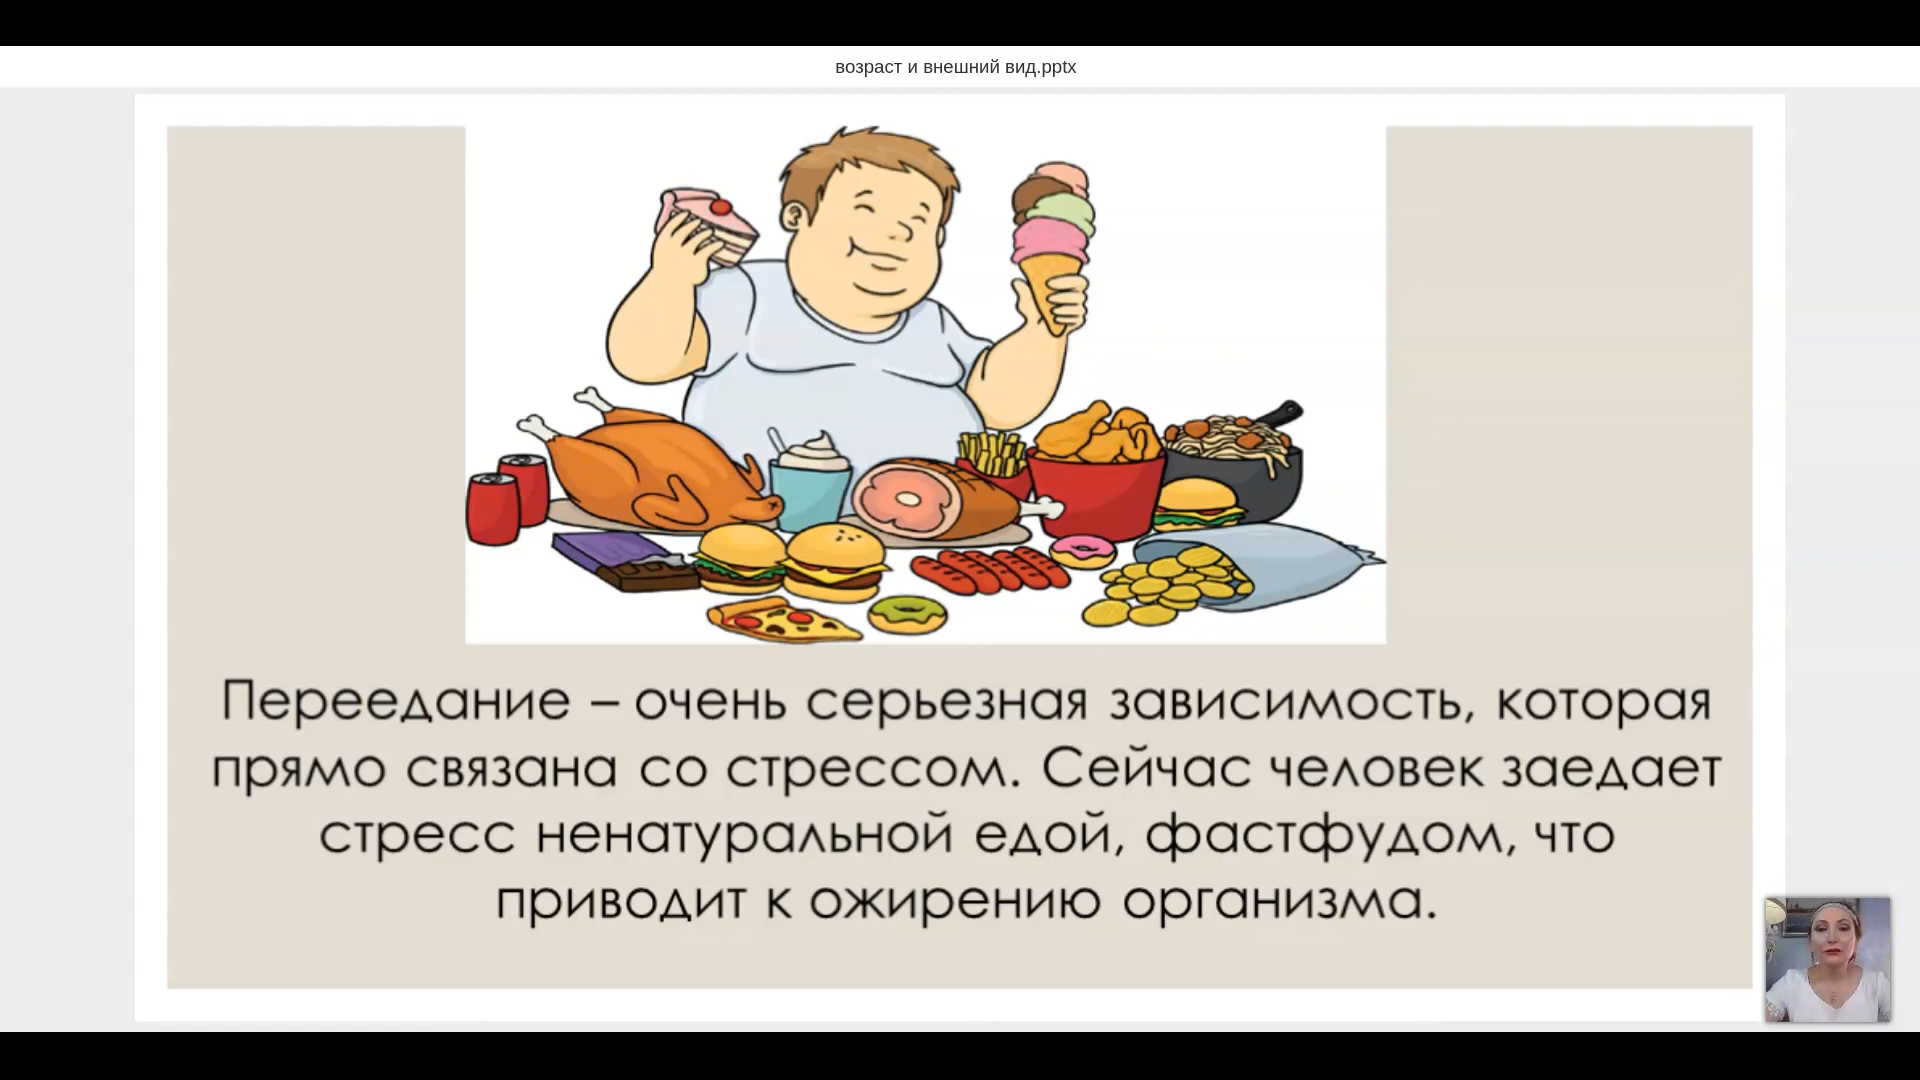 возраст и внешний вид.pptx
Переедание – очень серьезная зависимость, которая
прямо связана со стрессом. Сейчас человек заедает
стресс ненатуральной едой, фастфудом, что
приводит к ожирению организма.